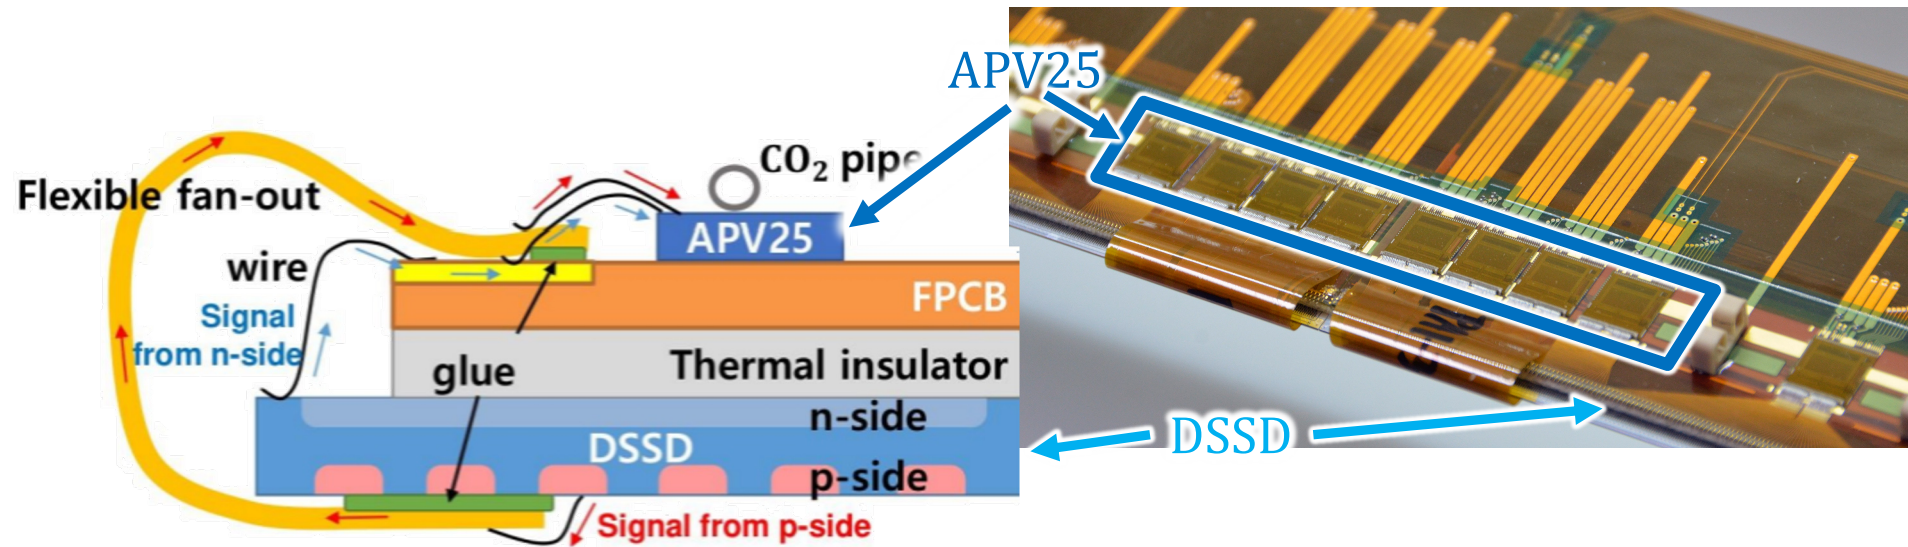 APV25
CO₂ pipe
Flexible fan-out
APV25
wire
FPCB
Signal
from n-side
glue
Thermal insulator
n-side
DSSD
DSSD
p-side
Signal from p-side